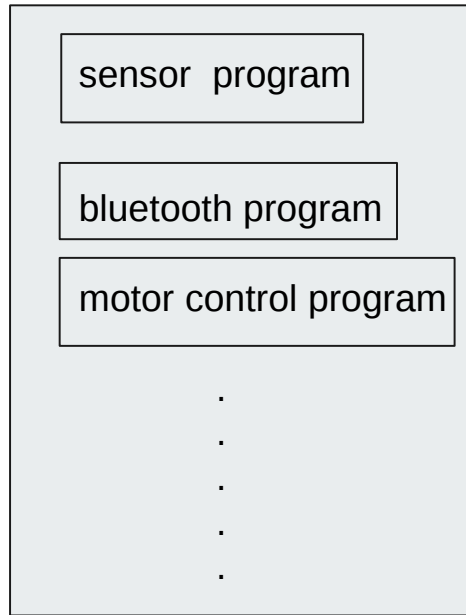 sensor  program
bluetooth program
motor control program
.
.
.
.
.